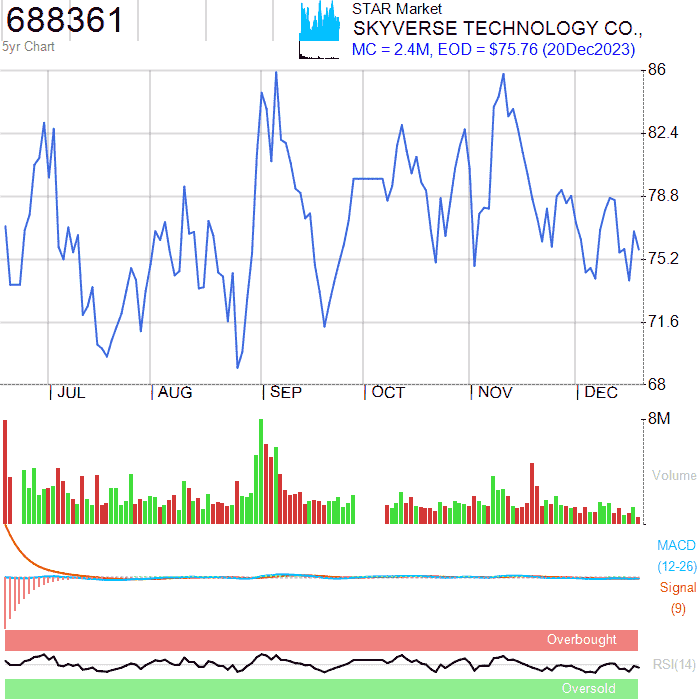 688361
STAR Market
SKYVERSE TECHNOLOGY CO.,
5yr Chart
MC = 2.4M, EOD = $75.76 (20Dec2023)
86
82.4
78.8
75.2
71.6
68
JUL AUG SEP OCT NOV DEC
8M
Volume
MACD
(12-26)
Signal
(9)
Overbought
RSI(14)
Oversold